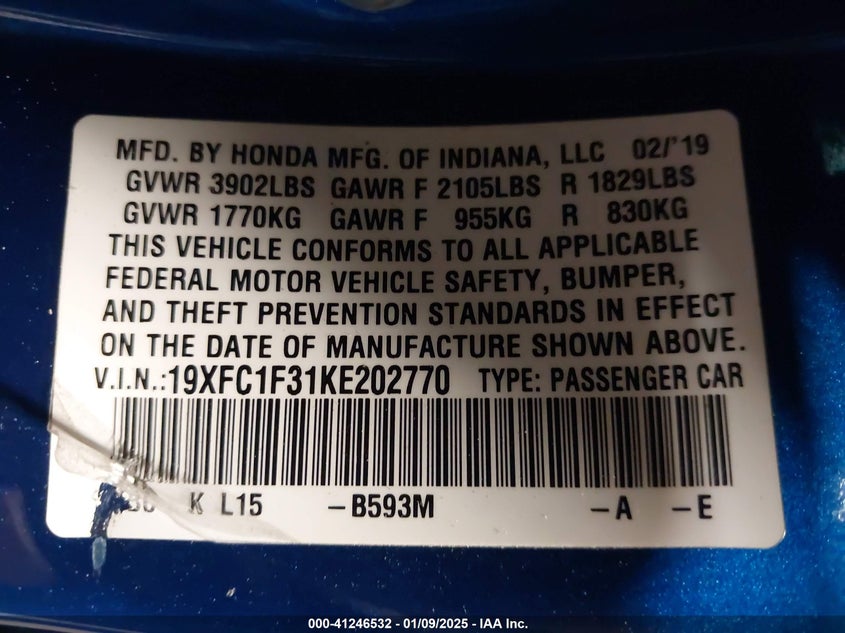 MFD. BY HONDA MFG. OF INDIANA, LLC 02/'19
GVWR 3902LBS GAWR F 2105LBS R 1829LBS
GVWR 1770KG GAWR F 955KG R 830KG
THIS VEHICLE CONFORMS TO ALL APPLICABLE
FEDERAL MOTOR VEHICLE SAFETY, BUMPER,
AND THEFT PREVENTION STANDARDS IN EFFECT
ON THE DATE OF MANUFACTURE SHOWN ABOVE.
V.I.N.:19XFC1F31KE202770 TYPE: PASSENGER CAR
K L15 -B593M -A -E
000-41246532 - 01/09/2025 - IAA Inc.